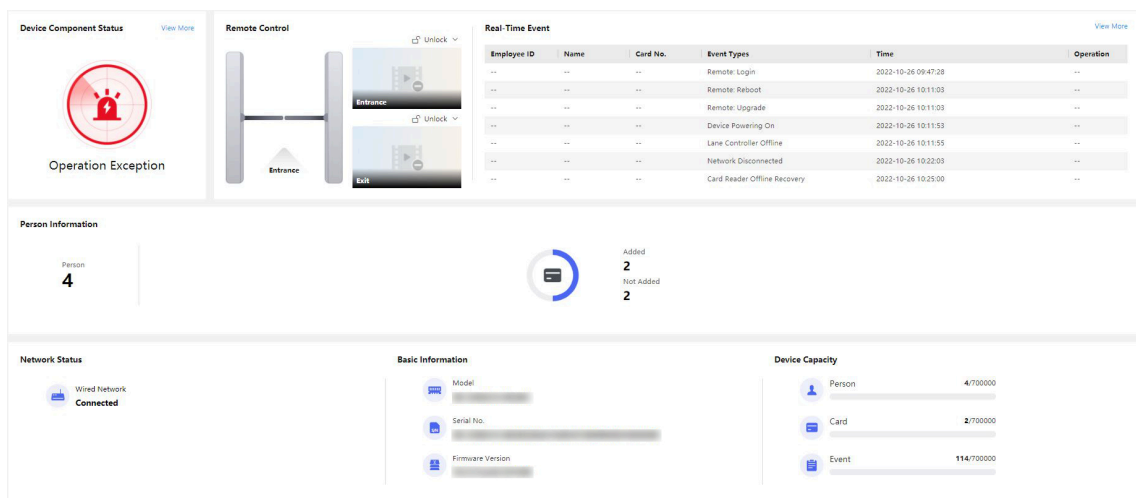 Device Component Status View More
Operation Exception
Remote Control
Unlock
Entrance
Unlock
Exit
Entrance
Real-Time Event View More
Employee ID Name Card No. Event Types Time Operation
-- -- -- Remote: Login 2022-10-26 09:47:28 --
-- -- -- Remote: Reboot 2022-10-26 10:11:03 --
-- -- -- Remote: Upgrade 2022-10-26 10:11:03 --
-- -- -- Device Powering On 2022-10-26 10:11:53 --
-- -- -- Lane Controller Offline 2022-10-26 10:11:55 --
-- -- -- Network Disconnected 2022-10-26 10:22:03 --
-- -- -- Card Reader Offline Recovery 2022-10-26 10:25:00 --
Person Information
Person
4
Added
2
Not Added
2
Network Status
Wired Network
Connected
Basic Information
Model
Serial No.
Firmware Version
Device Capacity
Person 4/700000
Card 2/700000
Event 114/700000